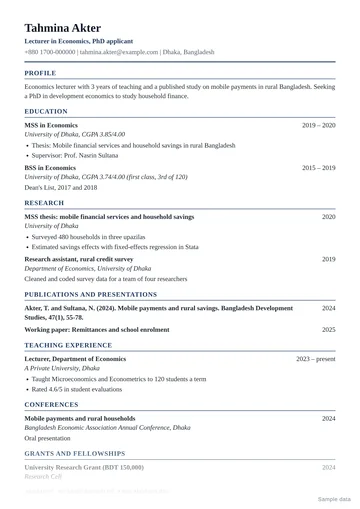 Tahmina Akter
Lecturer in Economics, PhD applicant
+880 1700-000000 | tahmina.akter@example.com | Dhaka, Bangladesh
PROFILE
Economics lecturer with 3 years of teaching and a published study on mobile payments in rural Bangladesh. Seeking
a PhD in development economics to study household finance.
EDUCATION
MSS in Economics 2019 – 2020
University of Dhaka, CGPA 3.85/4.00
• Thesis: Mobile financial services and household savings in rural Bangladesh
• Supervisor: Prof. Nasrin Sultana
BSS in Economics 2015 – 2019
University of Dhaka, CGPA 3.74/4.00 (first class, 3rd of 120)
Dean's List, 2017 and 2018
RESEARCH
MSS thesis: mobile financial services and household savings 2020
University of Dhaka
• Surveyed 480 households in three upazilas
• Estimated savings effects with fixed-effects regression in Stata
Research assistant, rural credit survey 2019
Department of Economics, University of Dhaka
Cleaned and coded survey data for a team of four researchers
PUBLICATIONS AND PRESENTATIONS
Akter, T. and Sultana, N. (2024). Mobile payments and rural savings. Bangladesh Development 2024
Studies, 47(1), 55-78.
Working paper: Remittances and school enrolment 2025
TEACHING EXPERIENCE
Lecturer, Department of Economics 2023 – present
A Private University, Dhaka
• Taught Microeconomics and Econometrics to 120 students a term
• Rated 4.6/5 in student evaluations
CONFERENCES
Mobile payments and rural households 2024
Bangladesh Economic Association Annual Conference, Dhaka
Oral presentation
GRANTS AND FELLOWSHIPS
University Research Grant (BDT 150,000) 2024
Research Cell
Sample data